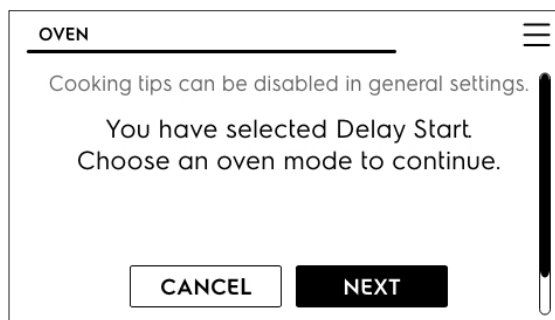 OVEN
Cooking tips can be disabled in general settings.
You have selected Delay Start.
Choose an oven mode to continue.
CANCEL NEXT